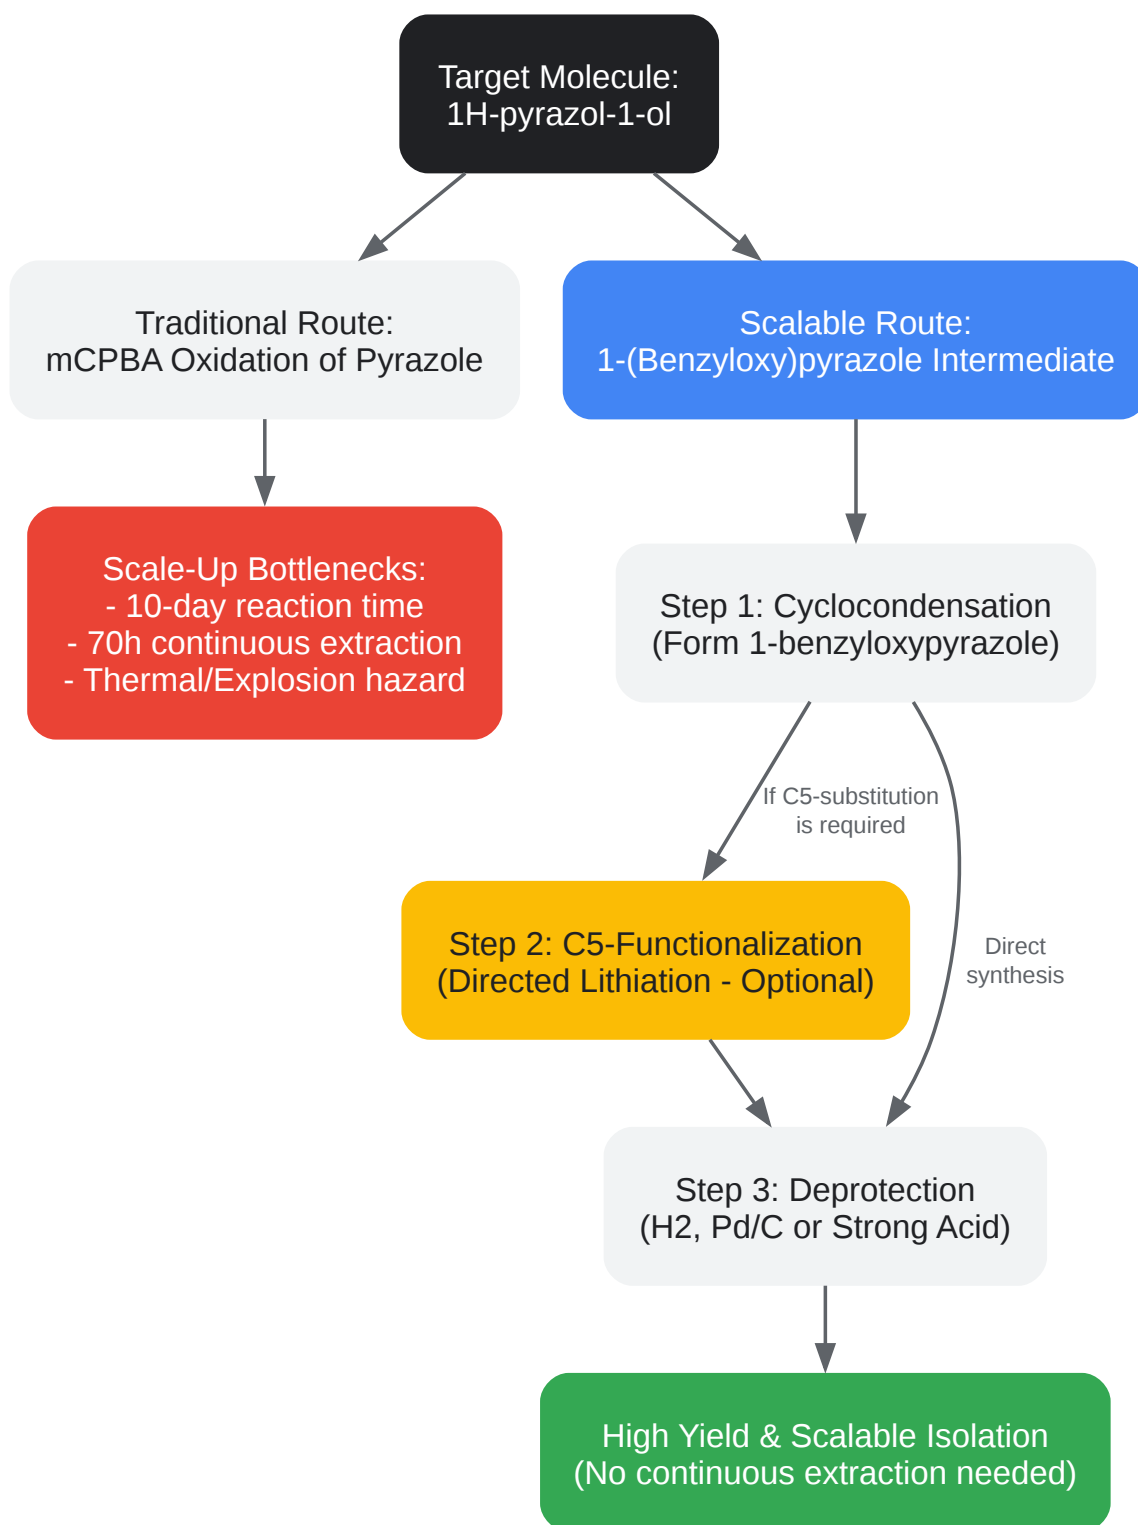 Target Molecule:
1H-pyrazol-1-ol
Traditional Route:
mCPBA Oxidation of Pyrazole
Scalable Route:
1-(Benzyloxy)pyrazole Intermediate
Scale-Up Bottlenecks:
- 10-day reaction time
- 70h continuous extraction
- Thermal/Explosion hazard
Step 1: Cyclocondensation
(Form 1-benzyloxypyrazole)
If C5-substitution
is required
Step 2: C5-Functionalization
(Directed Lithiation - Optional)
Direct
synthesis
Step 3: Deprotection
(H2, Pd/C or Strong Acid)
High Yield & Scalable Isolation
(No continuous extraction needed)